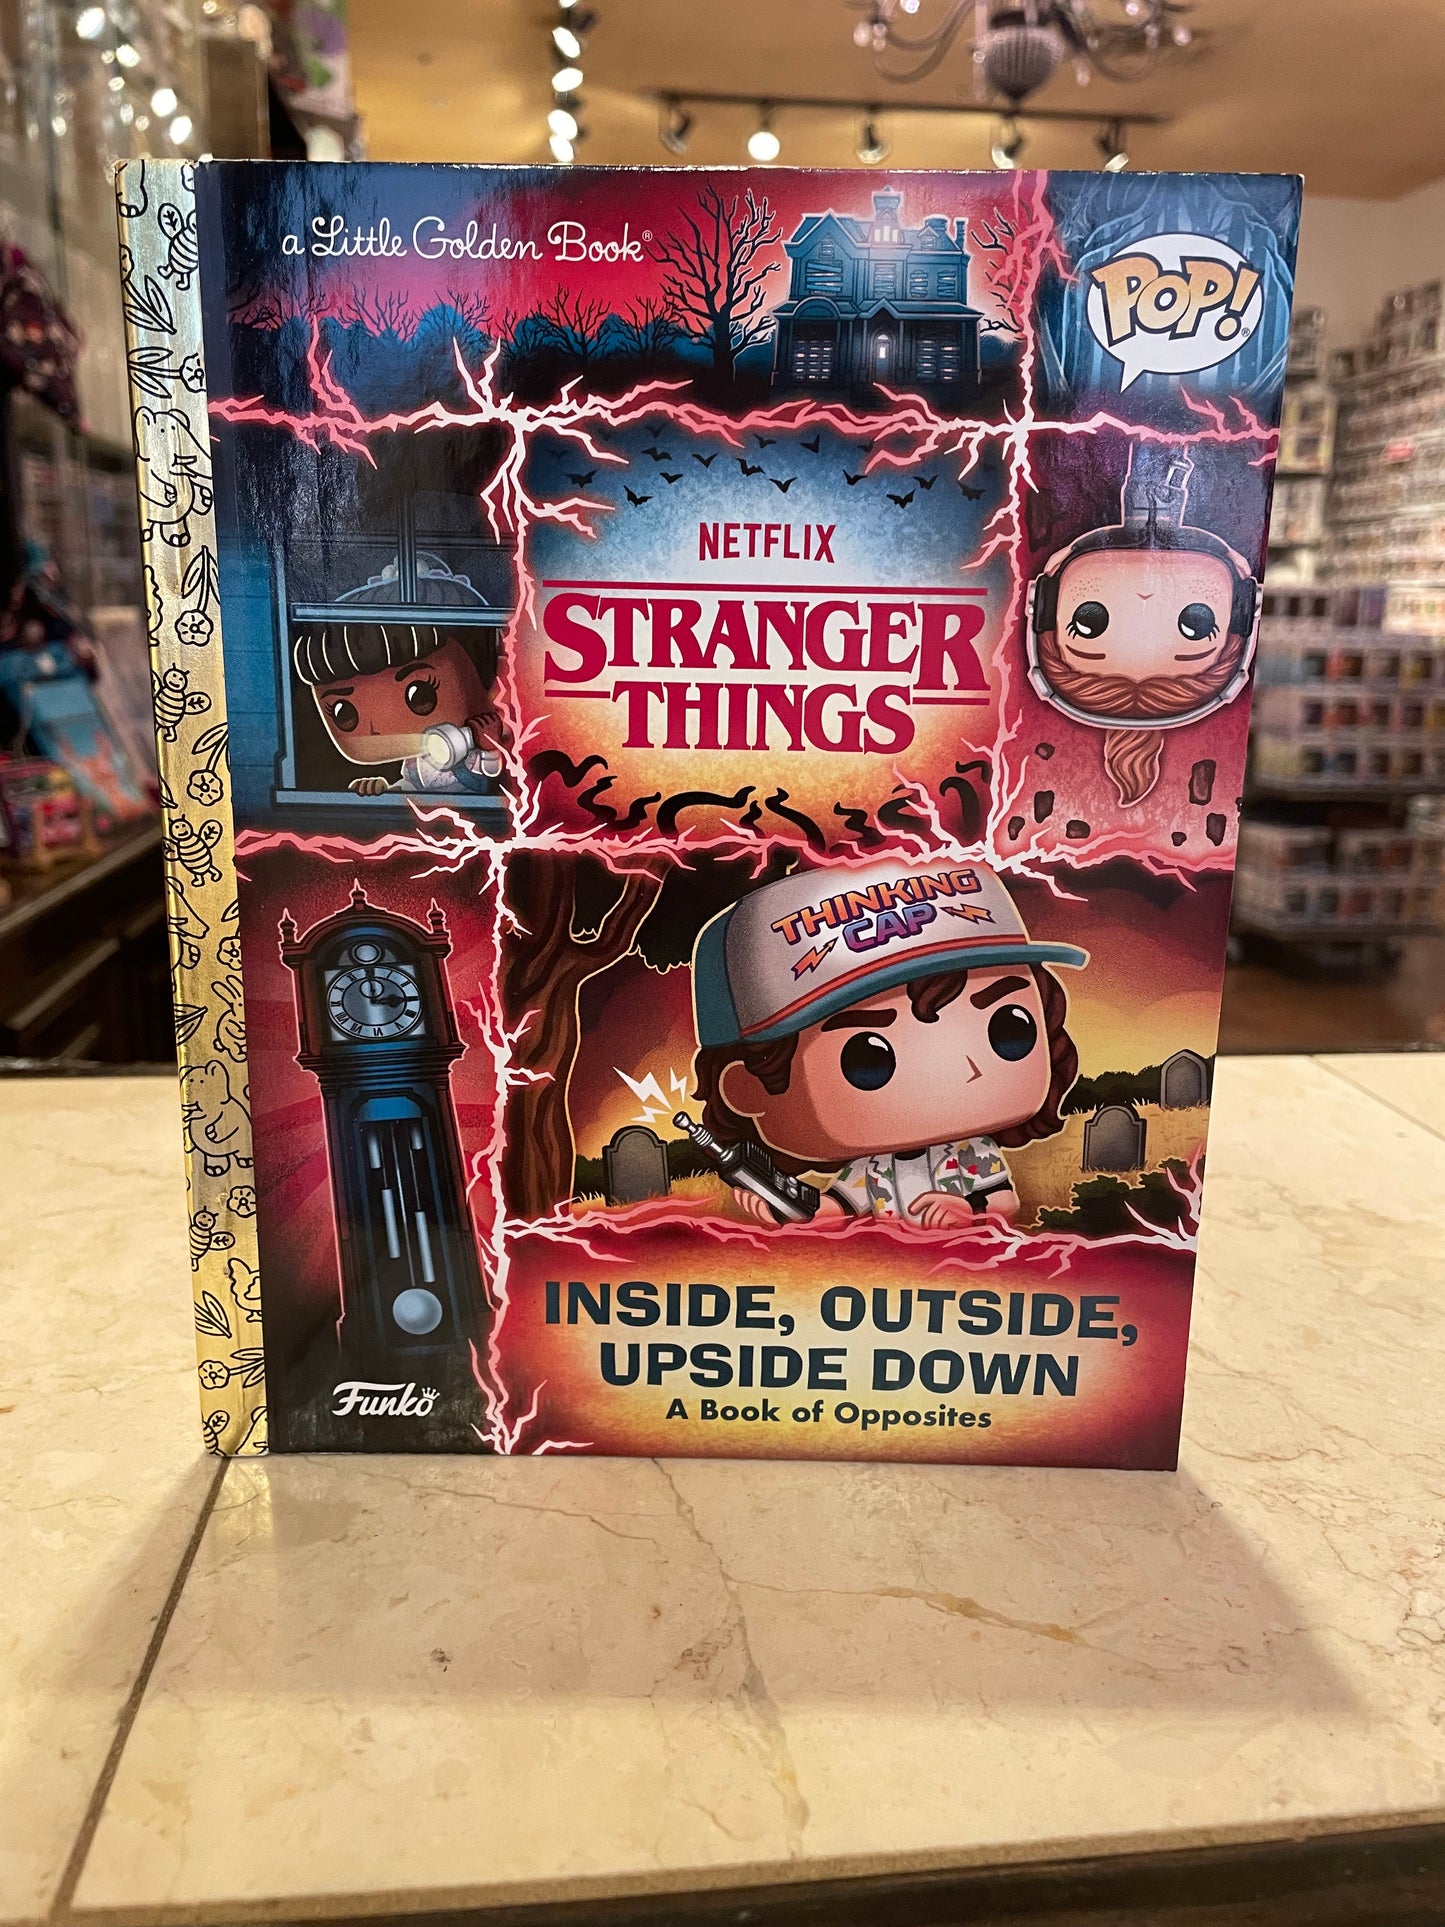 a Little Golden Book®
POP!®
NETFLIX
STRANGER
THINGS
THINKING
CAP
INSIDE, OUTSIDE,
UPSIDE DOWN
A Book of Opposites
Funko